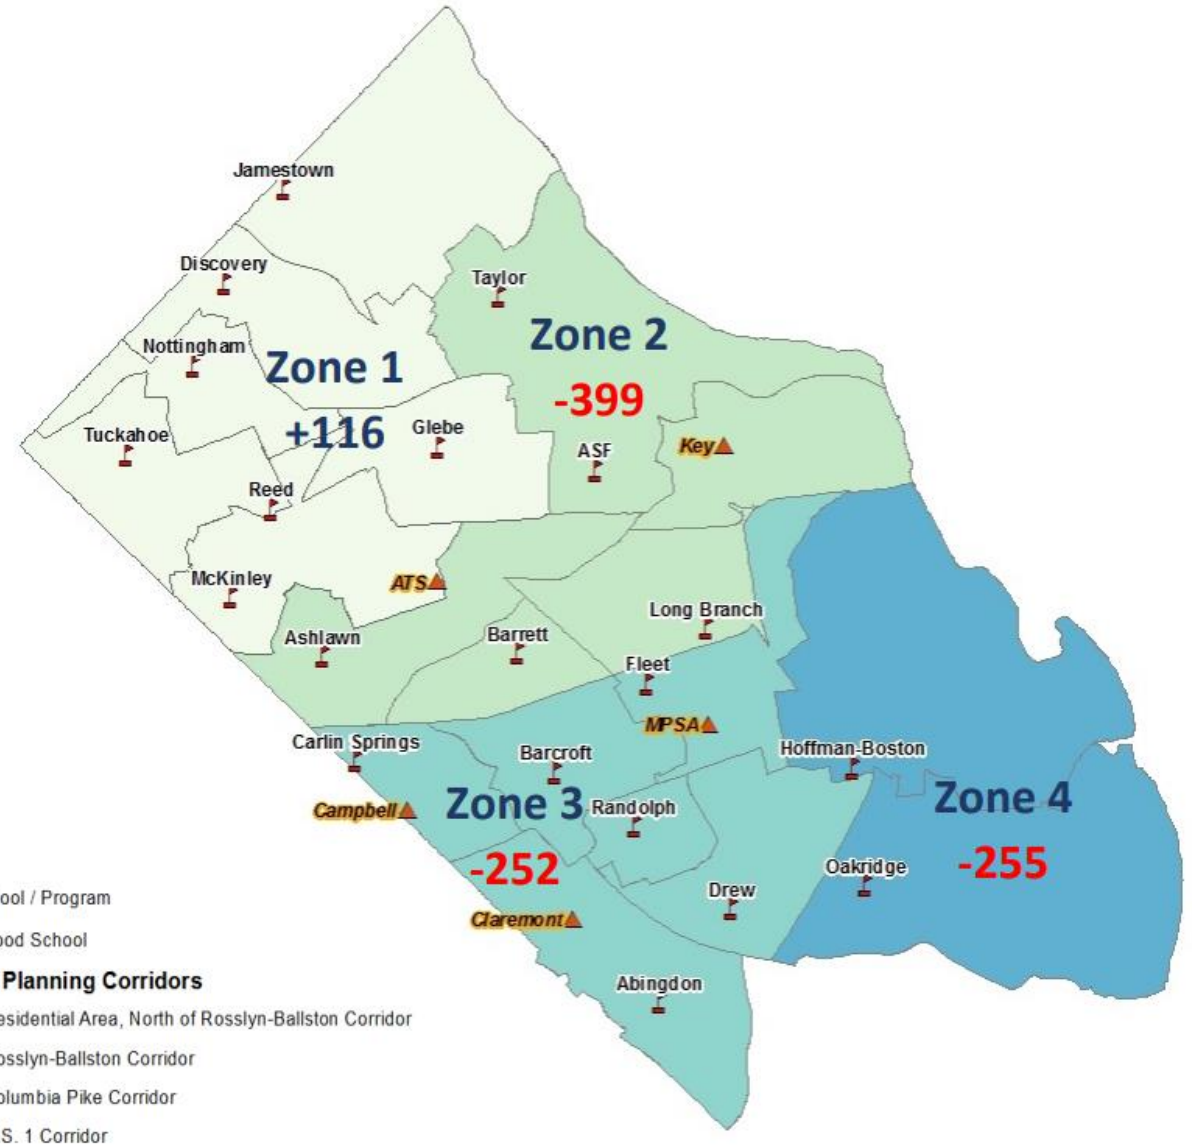 Jamestown
Discovery
Taylor
Zone 2
Nottingham
Zone 1
-399
+116
Glebe
Tuckahoe
ASF
Key
Reed
McKinley
ATS
Long Branch
Ashlawn
Barrett
Fleet
MPSA
Carlin Springs
Barcroft
Hoffman-Boston
Campbell
Zone 3
Randolph
Zone 4
-252
-255
Oakridge
Drew
Claremont
Abingdon
ool / Program
ood School
Planning Corridors
esidential Area, North of Rosslyn-Ballston Corridor
osslyn-Ballston Corridor
olumbia Pike Corridor
.S. 1 Corridor